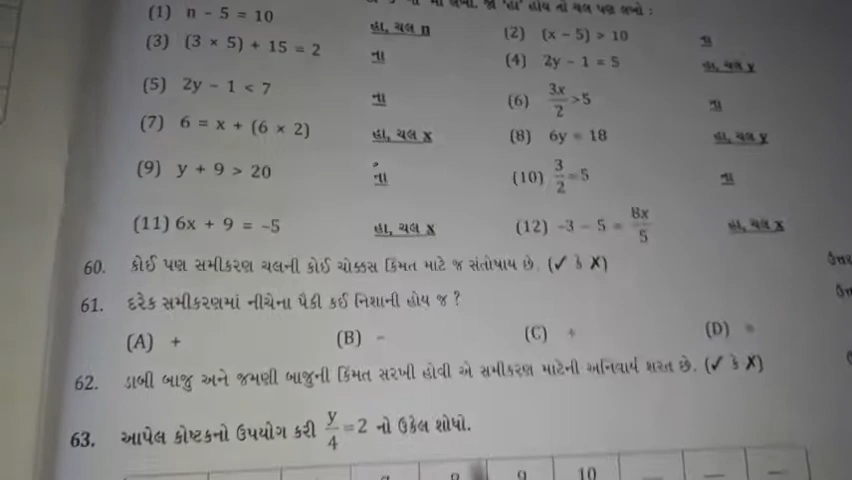 માં લખો. જો 'હા' હોય તો ચલ પણ લખો :
(1) n − 5 = 10 હા, ચલ n (2) (x − 5) > 10 ના
(3) (3 × 5) + 15 = 2 ના (4) 2y − 1 = 5 હા, ચલ y
(5) 2y − 1 < 7 ના (6) 3x/2 > 5 ના
(7) 6 = x + (6 × 2) હા, ચલ x (8) 6y = 18 હા, ચલ y
(9) y + 9 > 20 ના (10) 3/2 = 5 ના
(11) 6x + 9 = −5 હા, ચલ x (12) −3 − 5 = 8x/5 હા, ચલ x
60. કોઈ પણ સમીકરણ ચલની કોઈ ચોક્કસ કિંમત માટે જ સંતોષાય છે. (✓ કે X)
61. દરેક સમીકરણમાં નીચેના પૈકી કઈ નિશાની હોય જ ?
(A) + (B) − (C) ÷ (D) =
62. ડાબી બાજુ અને જમણી બાજુની કિંમત સરખી હોવી એ સમીકરણ માટેની અનિવાર્ય શરત છે. (✓ કે X)
63. આપેલ કોષ્ટકનો ઉપયોગ કરી y/4 = 2 નો ઉકેલ શોધો.
9 10 — — —